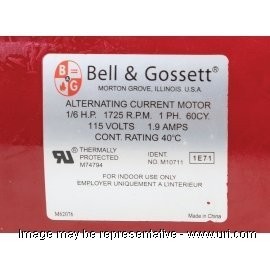 B
&
G
Bell & Gossett®
MORTON GROVE, ILLINOIS U.S.A.
ALTERNATING CURRENT MOTOR
1/6 H.P. 1725 R.P.M. 1 PH. 60CY.
115 VOLTS 1.9 AMPS
CONT. RATING 40°C
THERMALLY
PROTECTED
M74794
IDENT.
NO. M10711
1E71
FOR INDOOR USE ONLY
EMPLOYER UNIQUEMENT A L'INTERIEUR
M62076
Made in China
Image may be representative - www.uri.com